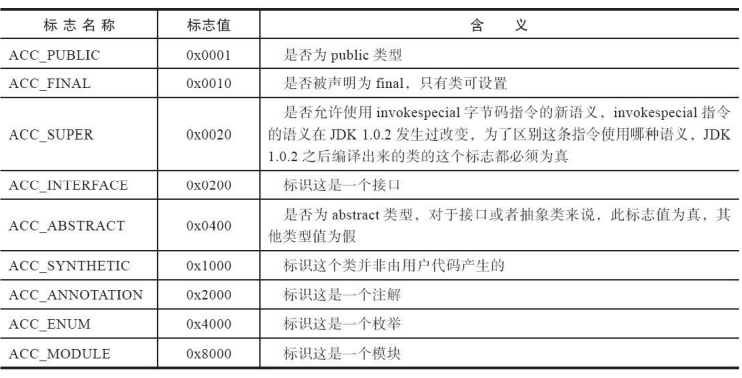 标志名称 标志值 含义
ACC_PUBLIC 0x0001 是否为 public 类型
ACC_FINAL 0x0010 是否被声明为 final，只有类可设置
ACC_SUPER 0x0020 是否允许使用 invokespecial 字节码指令的新语义，invokespecial 指令
的语义在 JDK 1.0.2 发生过改变，为了区别这条指令使用哪种语义，JDK
1.0.2 之后编译出来的类的这个标志都必须为真
ACC_INTERFACE 0x0200 标识这是一个接口
ACC_ABSTRACT 0x0400 是否为 abstract 类型，对于接口或者抽象类来说，此标志值为真，其
他类型值为假
ACC_SYNTHETIC 0x1000 标识这个类并非由用户代码产生的
ACC_ANNOTATION 0x2000 标识这是一个注解
ACC_ENUM 0x4000 标识这是一个枚举
ACC_MODULE 0x8000 标识这是一个模块